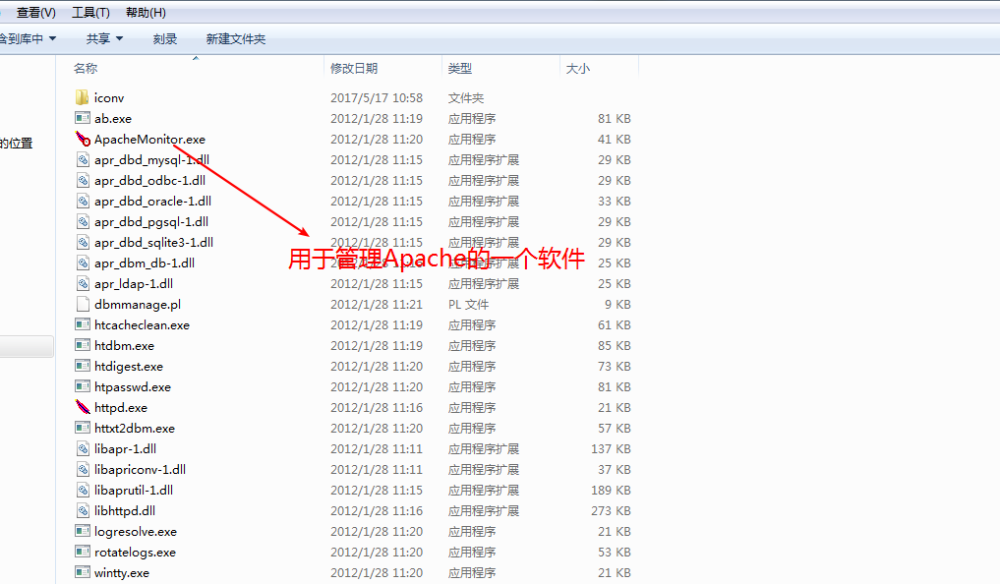 查看(V) 工具(T) 帮助(H)
含到库中 共享 刻录 新建文件夹
名称 修改日期 类型 大小
的位置
iconv 2017/5/17 10:58 文件夹
ab.exe 2012/1/28 11:19 应用程序 81 KB
ApacheMonitor.exe 2012/1/28 11:20 应用程序 41 KB
apr_dbd_mysql-1.dll 2012/1/28 11:15 应用程序扩展 29 KB
apr_dbd_odbc-1.dll 2012/1/28 11:15 应用程序扩展 29 KB
apr_dbd_oracle-1.dll 2012/1/28 11:15 应用程序扩展 33 KB
apr_dbd_pgsql-1.dll 2012/1/28 11:15 应用程序扩展 29 KB
apr_dbd_sqlite3-1.dll 2012/1/28 11:15 应用程序扩展 29 KB
用于管理Apache的一个软件
apr_dbm_db-1.dll 2012/1/28 11:15 应用程序扩展 25 KB
apr_ldap-1.dll 2012/1/28 11:15 应用程序扩展 25 KB
dbmmanage.pl 2012/1/28 11:21 PL 文件 9 KB
htcacheclean.exe 2012/1/28 11:19 应用程序 61 KB
htdbm.exe 2012/1/28 11:19 应用程序 85 KB
htdigest.exe 2012/1/28 11:20 应用程序 73 KB
htpasswd.exe 2012/1/28 11:20 应用程序 81 KB
httpd.exe 2012/1/28 11:16 应用程序 21 KB
httxt2dbm.exe 2012/1/28 11:20 应用程序 57 KB
libapr-1.dll 2012/1/28 11:11 应用程序扩展 137 KB
libapriconv-1.dll 2012/1/28 11:11 应用程序扩展 37 KB
libaprutil-1.dll 2012/1/28 11:15 应用程序扩展 189 KB
libhttpd.dll 2012/1/28 11:16 应用程序扩展 273 KB
logresolve.exe 2012/1/28 11:20 应用程序 21 KB
rotatelogs.exe 2012/1/28 11:20 应用程序 53 KB
wintty.exe 2012/1/28 11:20 应用程序 21 KB